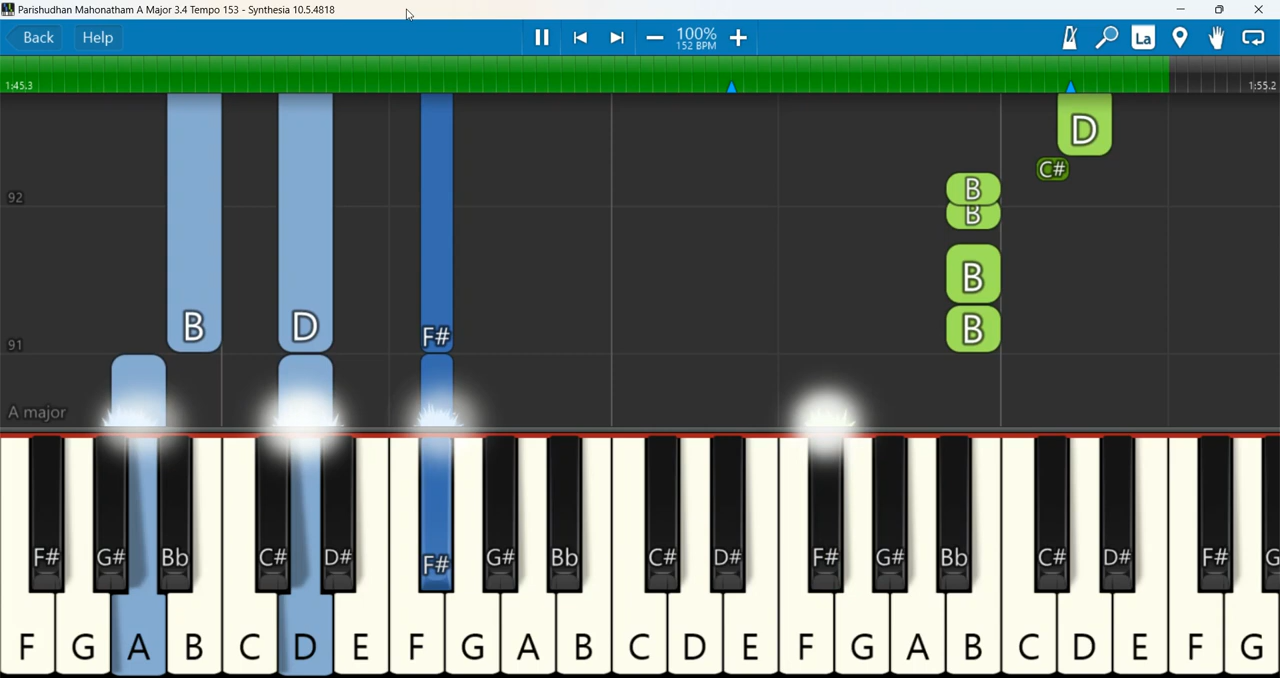 Parishudhan Mahonatham A Major 3.4 Tempo 153 - Synthesia 10.5.4818
Back Help 100% La
152 BPM
1:45.3 1:55.2
D
C#
92 B
B
B
B D F# B
91
A major
F# G# Bb C# D# F# G# Bb C# D# F# G# Bb C# D# F# G
F G A B C D E F G A B C D E F G A B C D E F G